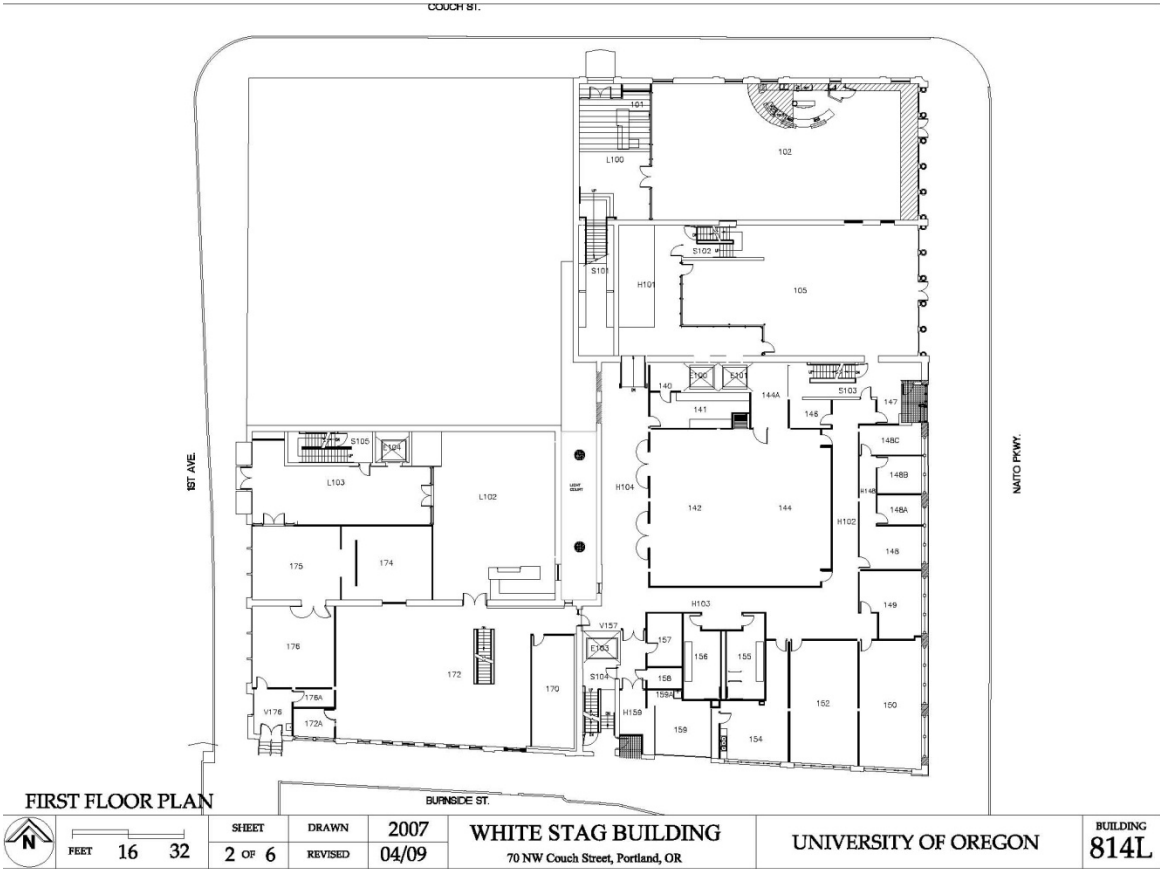 COUCH ST.
101
L100
102
S102
S101
H101
105
E100
E101
140
141
144A
S103
146
147
148C
148B
H148
148A
148
149
H102
H104
142
144
LIGHT COURT
S105
E104
L103
L102
1ST AVE.
NAITO PKWY.
175
174
176
172
170
176A
V176
172A
H103
V157
E103
S104
157
156
155
158
159A
H159
159
154
152
150
BURNSIDE ST.
FIRST FLOOR PLAN
N
FEET 16 32
SHEET
2 OF 6
DRAWN 2007
REVISED 04/09
WHITE STAG BUILDING
70 NW Couch Street, Portland, OR
UNIVERSITY OF OREGON
BUILDING
814L